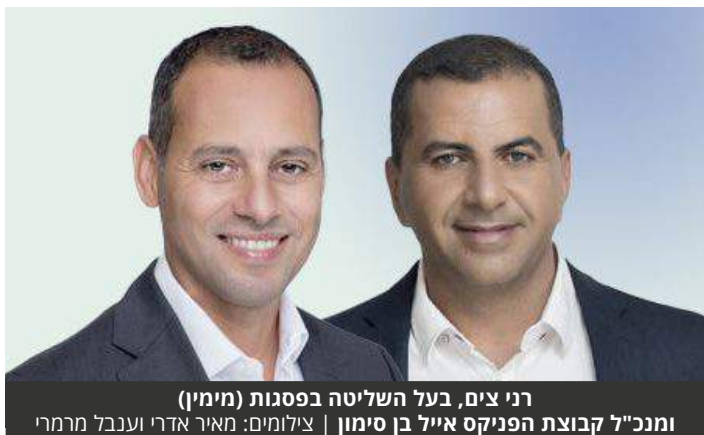 רני צים, בעל השליטה בפסגות (מימין)
ומנכ"ל קבוצת הפניקס אייל בן סימון | צילומים: מאיר אדרי וענבל מרמרי